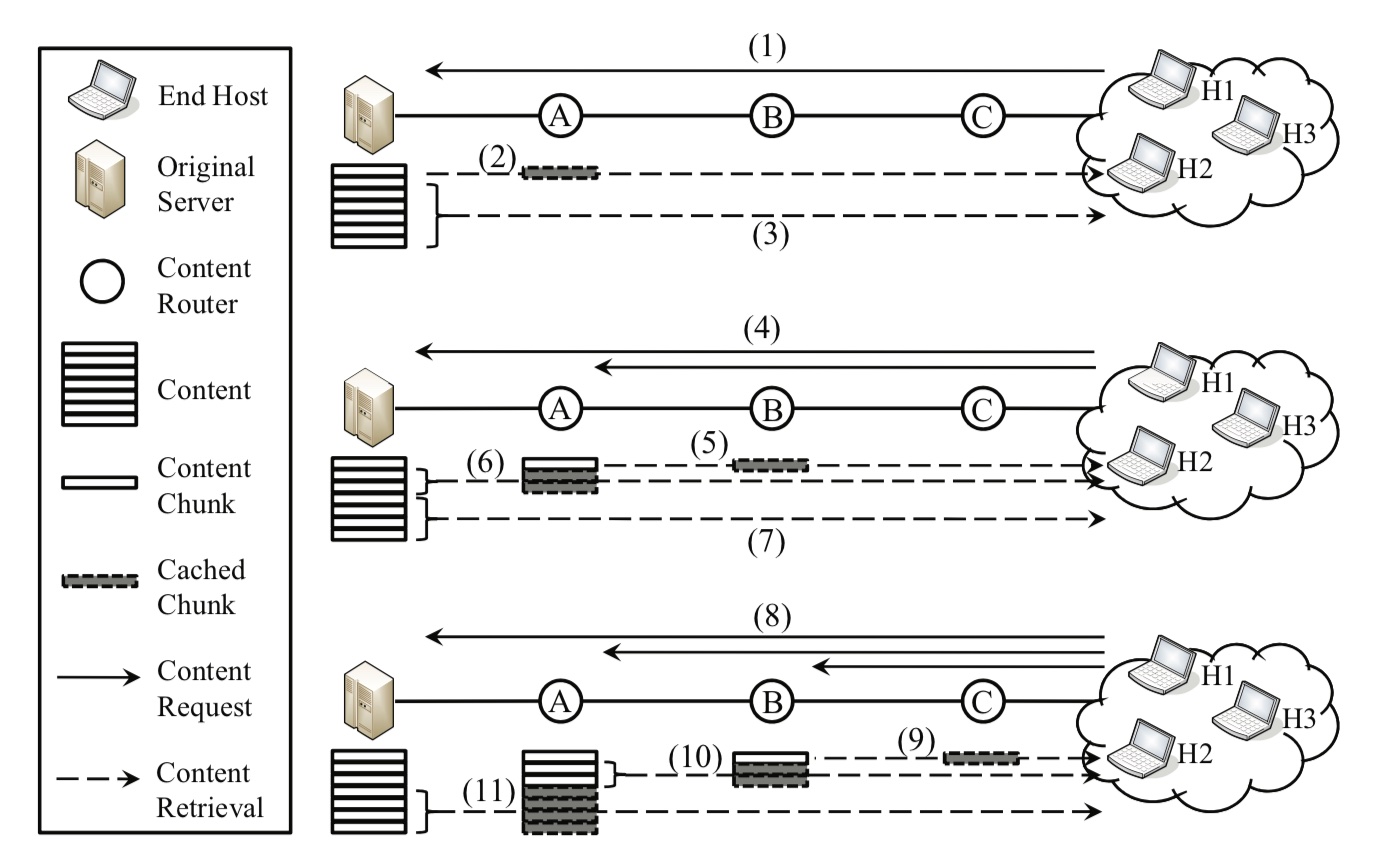 End Host
Original
Server
Content
Router
Content
Content
Chunk
Cached
Chunk
Content
Request
Content
Retrieval
(1)
A
B
C
H1
H3
H2
(2)
(3)
(4)
A
B
C
H1
H3
H2
(5)
(6)
(7)
(8)
A
B
C
H1
H3
H2
(9)
(10)
(11)